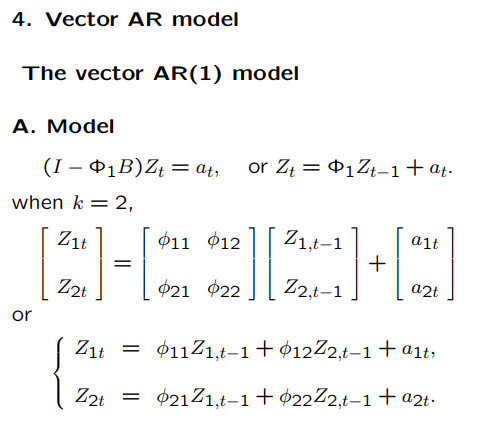 4. Vector AR model
The vector AR(1) model
A. Model
(I − Φ₁B)Zₜ = aₜ, or Zₜ = Φ₁Zₜ₋₁ + aₜ.
when k = 2,
[Z₁ₜ; Z₂ₜ] = [ϕ₁₁ ϕ₁₂; ϕ₂₁ ϕ₂₂] [Z₁,ₜ₋₁; Z₂,ₜ₋₁] + [a₁ₜ; a₂ₜ]
or
Z₁ₜ = ϕ₁₁Z₁,ₜ₋₁ + ϕ₁₂Z₂,ₜ₋₁ + a₁ₜ,
Z₂ₜ = ϕ₂₁Z₁,ₜ₋₁ + ϕ₂₂Z₂,ₜ₋₁ + a₂ₜ.